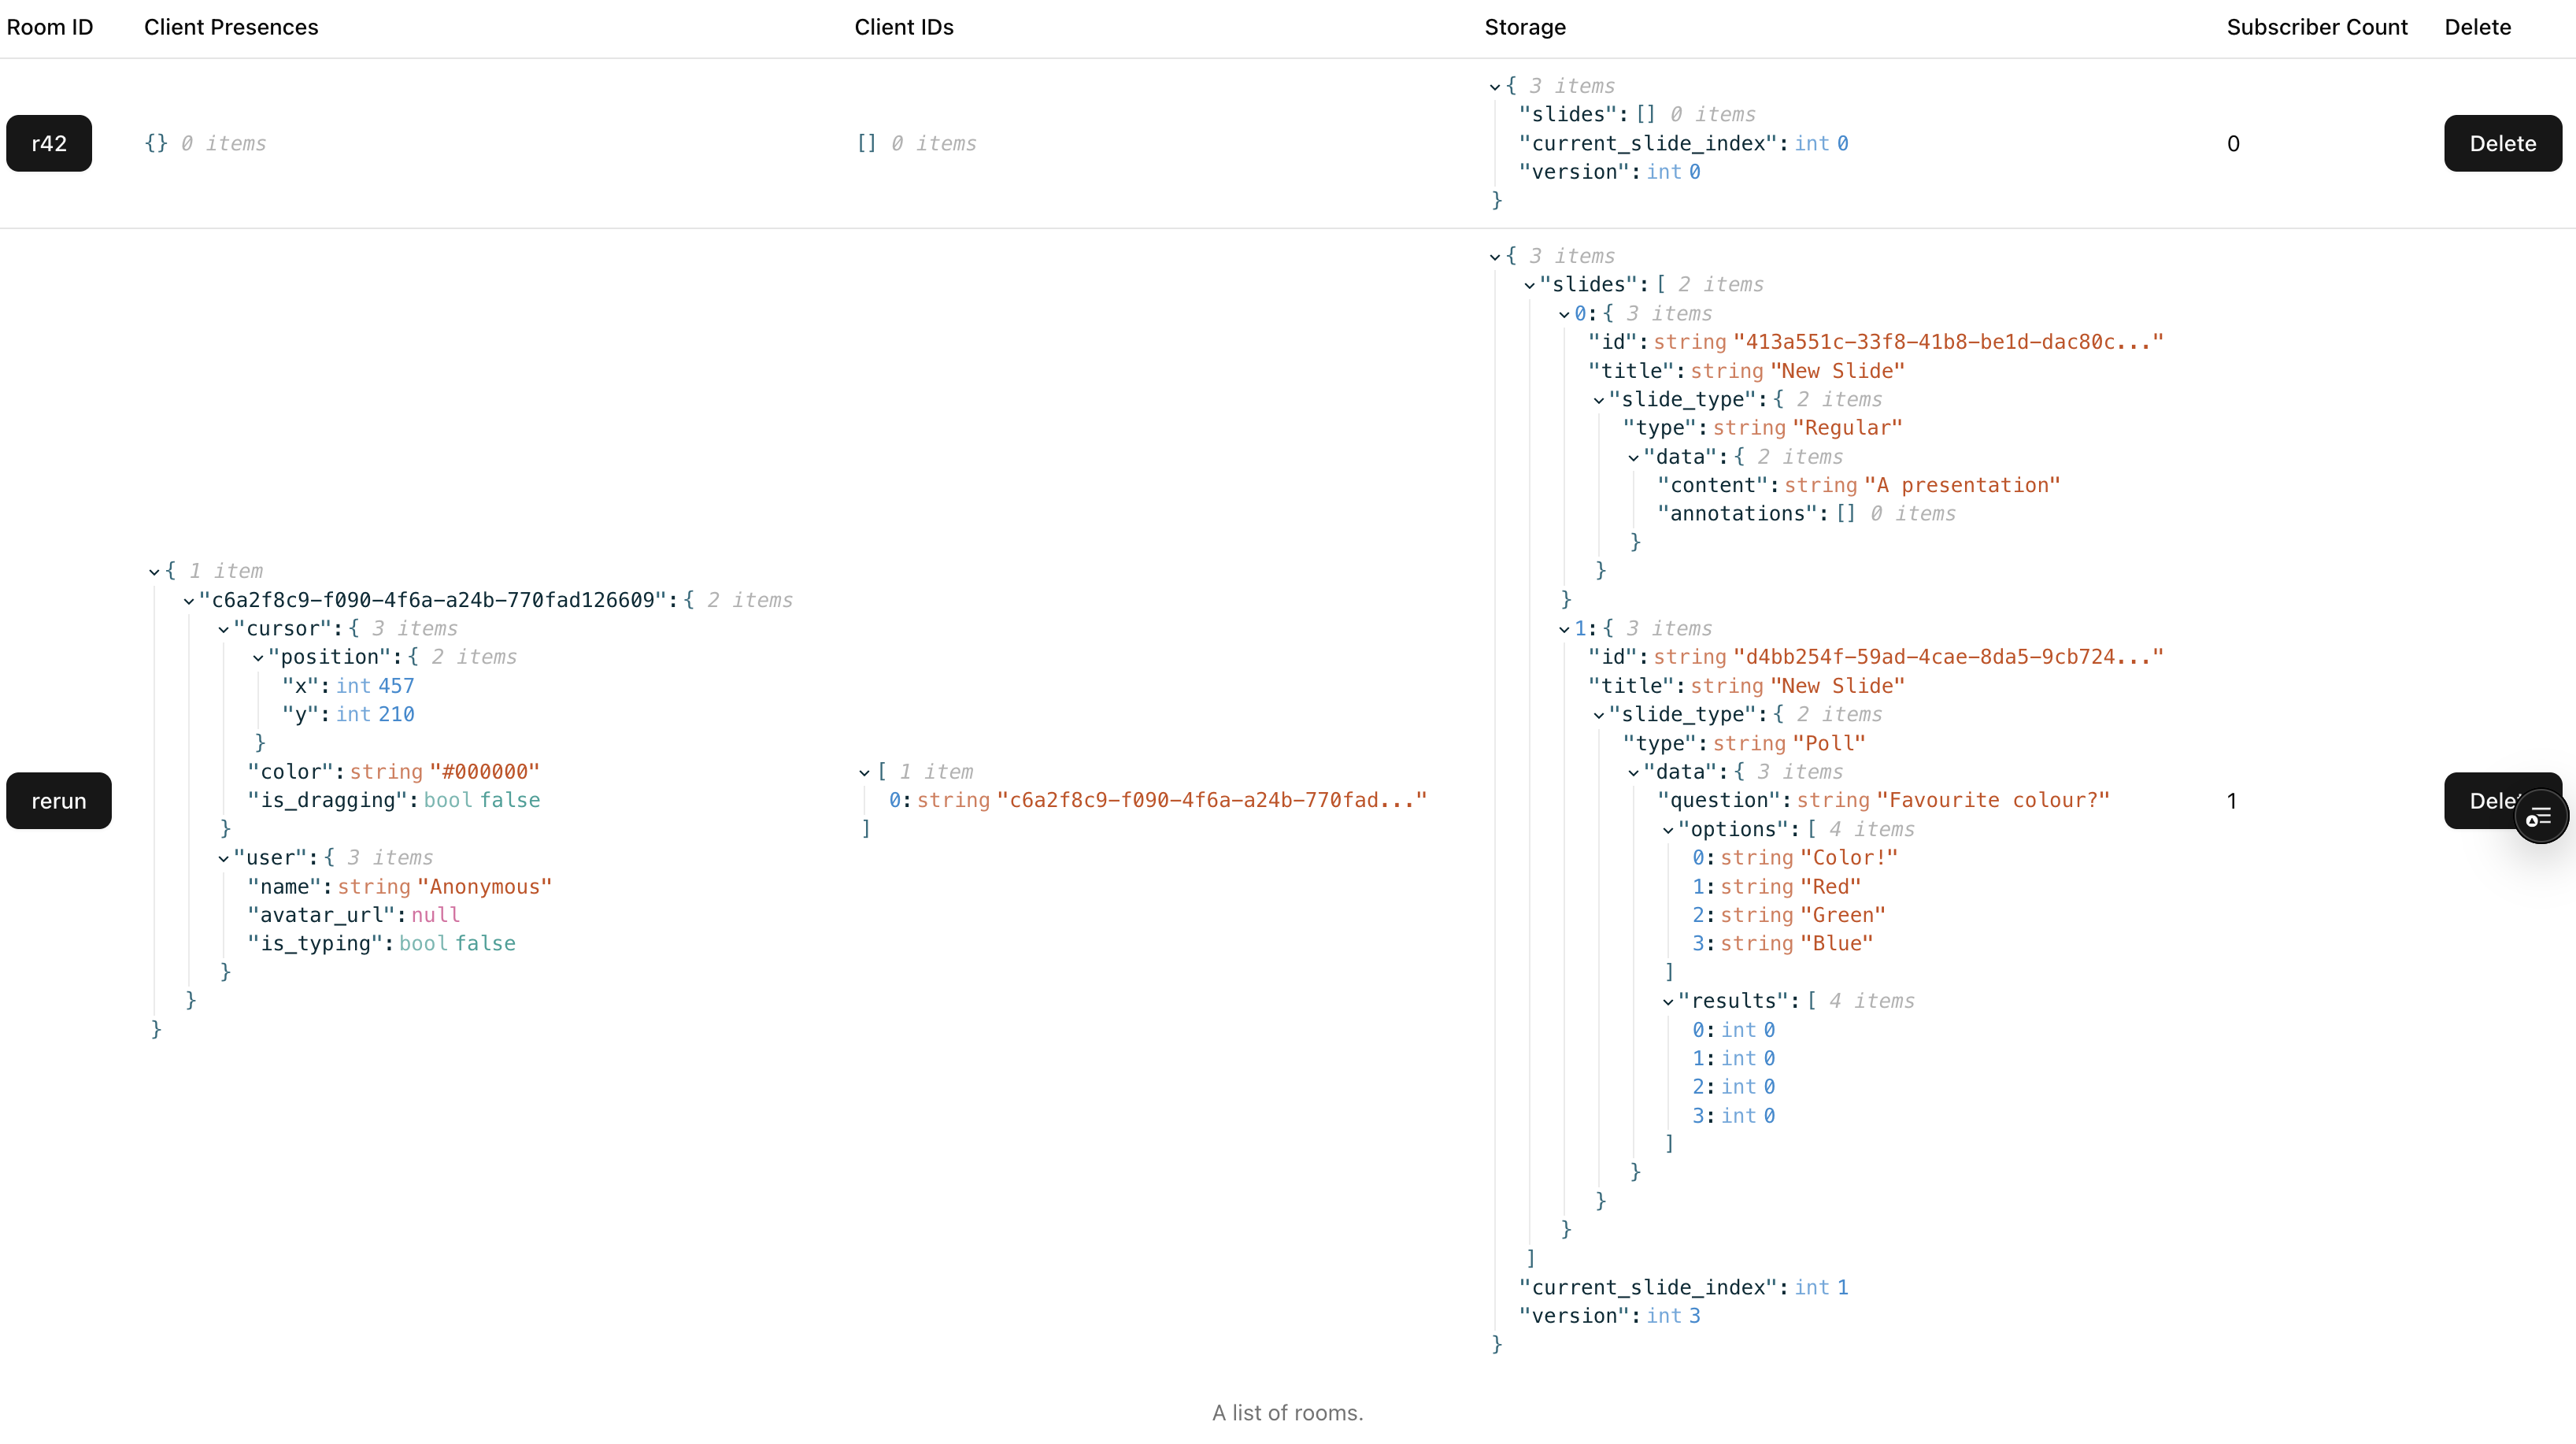 Room ID Client Presences Client IDs Storage Subscriber Count Delete
r42
{} 0 items
[] 0 items
{ 3 items
"slides": [] 0 items
"current_slide_index": int 0
"version": int 0
}
0
Delete
rerun
{ 1 item
"c6a2f8c9-f090-4f6a-a24b-770fad126609": { 2 items
"cursor": { 3 items
"position": { 2 items
"x": int 457
"y": int 210
}
"color": string "#000000"
"is_dragging": bool false
}
"user": { 3 items
"name": string "Anonymous"
"avatar_url": null
"is_typing": bool false
}
}
}
[ 1 item
0: string "c6a2f8c9-f090-4f6a-a24b-770fad..."
]
{ 3 items
"slides": [ 2 items
0: { 3 items
"id": string "413a551c-33f8-41b8-be1d-dac80c..."
"title": string "New Slide"
"slide_type": { 2 items
"type": string "Regular"
"data": { 2 items
"content": string "A presentation"
"annotations": [] 0 items
}
}
}
1: { 3 items
"id": string "d4bb254f-59ad-4cae-8da5-9cb724..."
"title": string "New Slide"
"slide_type": { 2 items
"type": string "Poll"
"data": { 3 items
"question": string "Favourite colour?"
"options": [ 4 items
0: string "Color!"
1: string "Red"
2: string "Green"
3: string "Blue"
]
"results": [ 4 items
0: int 0
1: int 0
2: int 0
3: int 0
]
}
}
}
]
"current_slide_index": int 1
"version": int 3
}
1
Delet
A list of rooms.